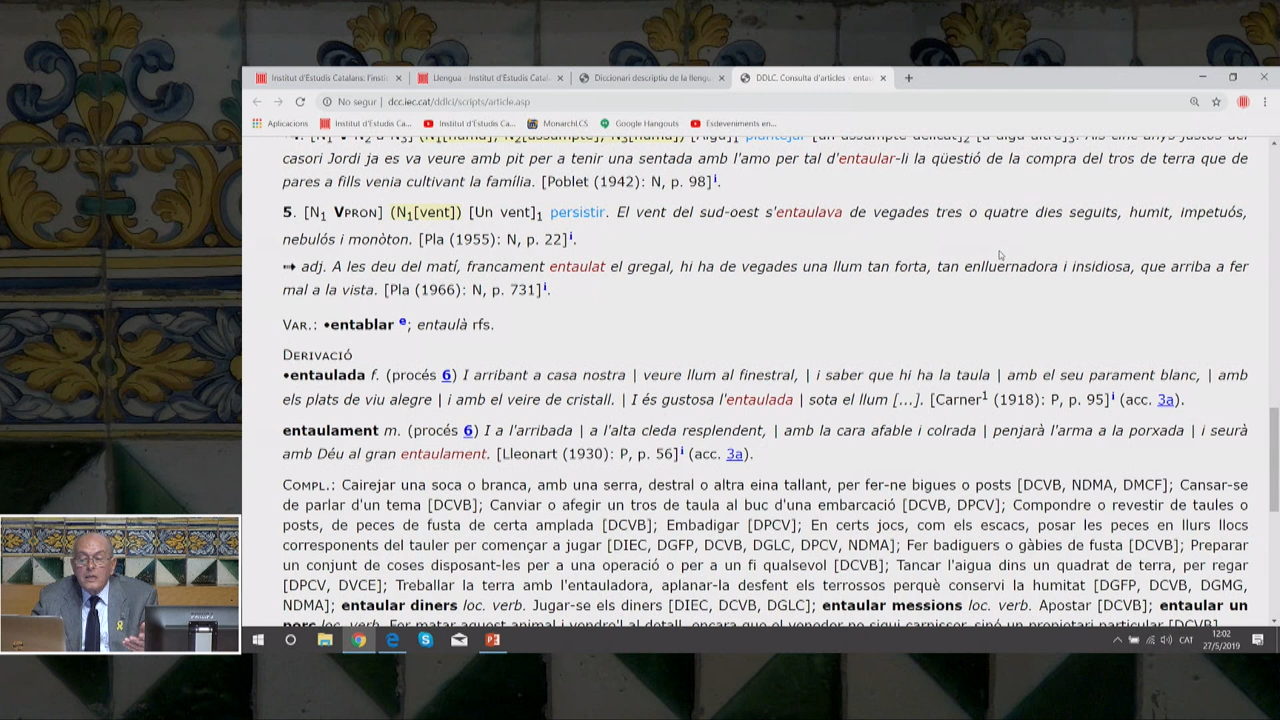 Institut d'Estudis Catalans: l'insti
Llengua - Institut d'Estudis Catal
Diccionari descriptiu de la llengu
DDLC. Consulta d'articles - entau
No segur | dcc.iec.cat/ddlci/scripts/article.asp
Aplicacions
Institut d'Estudis Ca...
Institut d'Estudis Ca...
MonarchLCS
Google Hangouts
Esdeveniments en...
casori Jordi ja es va veure amb pit per a tenir una sentada amb l'amo per tal d'entaular-li la qüestió de la compra del tros de terra que de
pares a fills venia cultivant la família. [Poblet (1942): N, p. 98]i.
5. [N1 VPRON] (N1[vent]) [Un vent]1 persistir. El vent del sud-oest s'entaulava de vegades tres o quatre dies seguits, humit, impetuós,
nebulós i monòton. [Pla (1955): N, p. 22]i.
⇢ adj. A les deu del matí, francament entaulat el gregal, hi ha de vegades una llum tan forta, tan enlluernadora i insidiosa, que arriba a fer
mal a la vista. [Pla (1966): N, p. 731]i.
VAR.: •entablar e; entaulà rfs.
DERIVACIÓ
•entaulada f. (procés 6) I arribant a casa nostra | veure llum al finestral, | i saber que hi ha la taula | amb el seu parament blanc, | amb
els plats de viu alegre | i amb el veire de cristall. | I és gustosa l'entaulada | sota el llum [...]. [Carner1 (1918): P, p. 95]i (acc. 3a).
entaulament m. (procés 6) I a l'arribada | a l'alta cleda resplendent, | amb la cara afable i colrada | penjarà l'arma a la porxada | i seurà
amb Déu al gran entaulament. [Lleonart (1930): P, p. 56]i (acc. 3a).
COMPL.: Cairejar una soca o branca, amb una serra, destral o altra eina tallant, per fer-ne bigues o posts [DCVB, NDMA, DMCF]; Cansar-se
de parlar d'un tema [DCVB]; Canviar o afegir un tros de taula al buc d'una embarcació [DCVB, DPCV]; Compondre o revestir de taules o
posts, de peces de fusta de certa amplada [DCVB]; Embadigar [DPCV]; En certs jocs, com els escacs, posar les peces en llurs llocs
corresponents del tauler per començar a jugar [DIEC, DGFP, DCVB, DGLC, DPCV, NDMA]; Fer badiguers o gàbies de fusta [DCVB]; Preparar
un conjunt de coses disposant-les per a una operació o per a un fi qualsevol [DCVB]; Tancar l'aigua dins un quadrat de terra, per regar
[DPCV, DVCE]; Treballar la terra amb l'entauladora, aplanar-la desfent els terrossos perquè conservi la humitat [DGFP, DCVB, DGMG,
NDMA]; entaular diners loc. verb. Jugar-se els diners [DIEC, DCVB, DGLC]; entaular messions loc. verb. Apostar [DCVB]; entaular un
CAT
12:02
27/5/2019